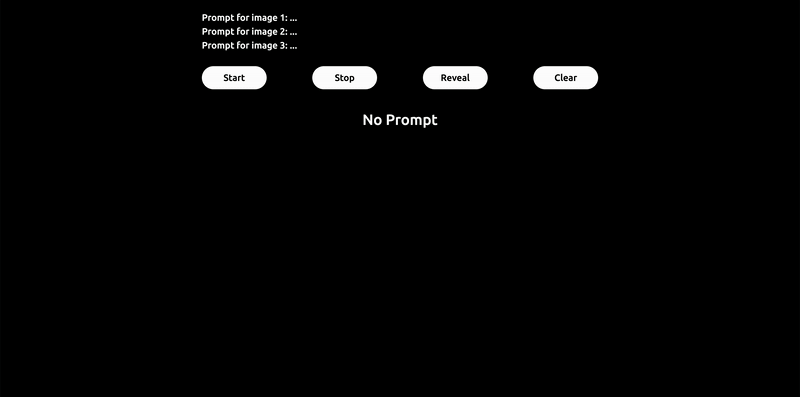 Prompt for image 1: ...
Prompt for image 2: ...
Prompt for image 3: ...
Start Stop Reveal Clear
No Prompt